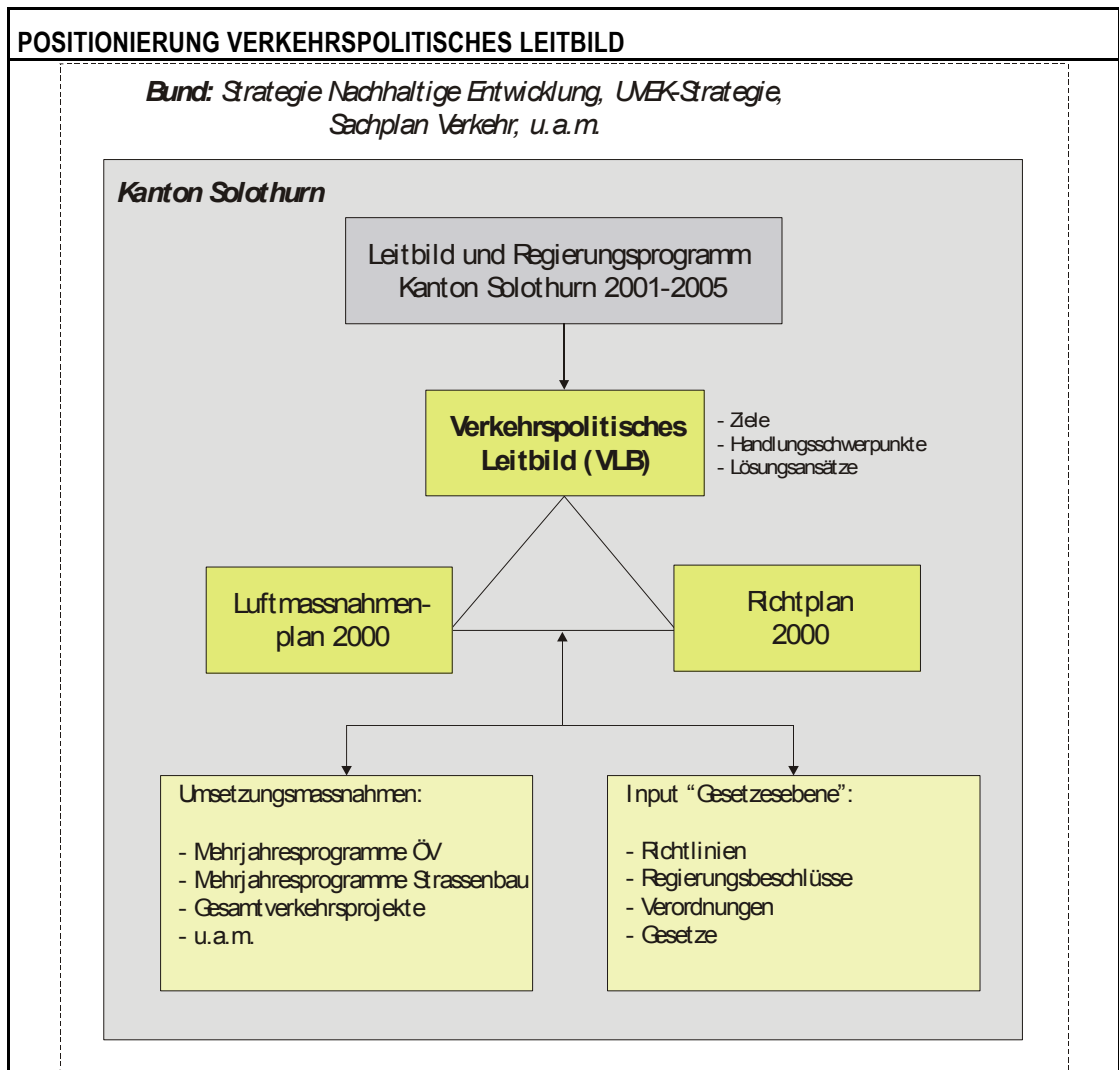 POSITIONIERUNG VERKEHRSPOLITISCHES LEITBILD
Bund: Strategie Nachhaltige Entwicklung, UVEK-Strategie,
Sachplan Verkehr, u.a.m.
Kanton Solothurn
Leitbild und Regierungsprogramm
Kanton Solothurn 2001-2005
Verkehrspolitisches
Leitbild (VLB)
- Ziele
- Handlungsschwerpunkte
- Lösungsansätze
Luftmassnahmen-
plan 2000
Richtplan
2000
Umsetzungsmassnahmen:
- Mehrjahresprogramme ÖV
- Mehrjahresprogramme Strassenbau
- Gesamtverkehrsprojekte
- u.a.m.
Input “Gesetzesebene”:
- Richtlinien
- Regierungsbeschlüsse
- Verordnungen
- Gesetze